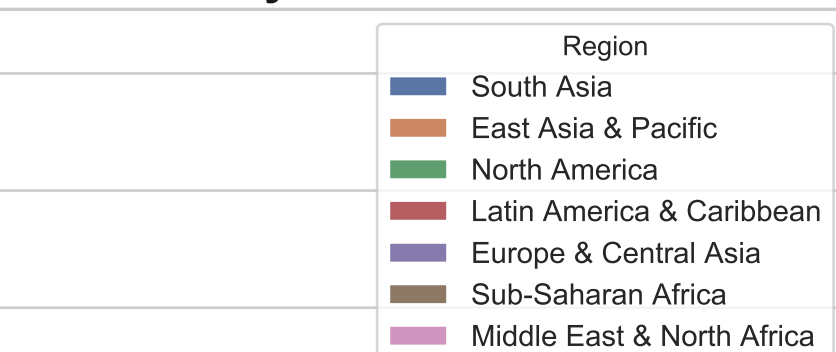 Region
South Asia
East Asia & Pacific
North America
Latin America & Caribbean
Europe & Central Asia
Sub-Saharan Africa
Middle East & North Africa